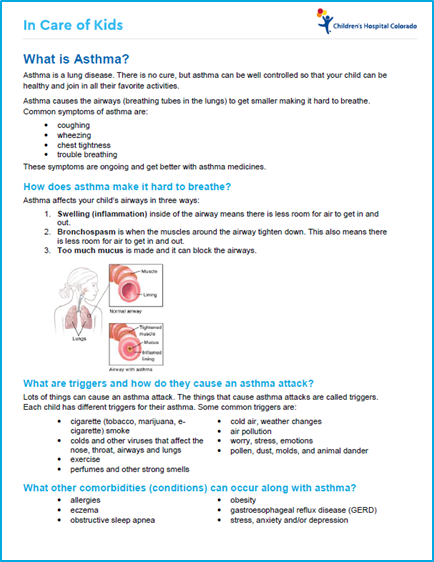 In Care of Kids
Children's Hospital Colorado
What is Asthma?
Asthma is a lung disease. There is no cure, but asthma can be well controlled so that your child can be
healthy and join in all their favorite activities.
Asthma causes the airways (breathing tubes in the lungs) to get smaller making it hard to breathe.
Common symptoms of asthma are:
• coughing
• wheezing
• chest tightness
• trouble breathing
These symptoms are ongoing and get better with asthma medicines.
How does asthma make it hard to breathe?
Asthma affects your child's airways in three ways:
1. Swelling (inflammation) inside of the airway means there is less room for air to get in and
out.
2. Bronchospasm is when the muscles around the airway tighten down. This also means there
is less room for air to get in and out.
3. Too much mucus is made and it can block the airways.
Muscle
Lining
Normal airway
Lungs
Tightened
muscle
Mucus
Inflamed
lining
Airway with asthma
What are triggers and how do they cause an asthma attack?
Lots of things can cause an asthma attack. The things that cause asthma attacks are called triggers.
Each child has different triggers for their asthma. Some common triggers are:
• cigarette (tobacco, marijuana, e-
cigarette) smoke
• colds and other viruses that affect the
nose, throat, airways and lungs
• exercise
• perfumes and other strong smells
• cold air, weather changes
• air pollution
• worry, stress, emotions
• pollen, dust, molds, and animal dander
What other comorbidities (conditions) can occur along with asthma?
• allergies
• eczema
• obstructive sleep apnea
• obesity
• gastroesophageal reflux disease (GERD)
• stress, anxiety and/or depression